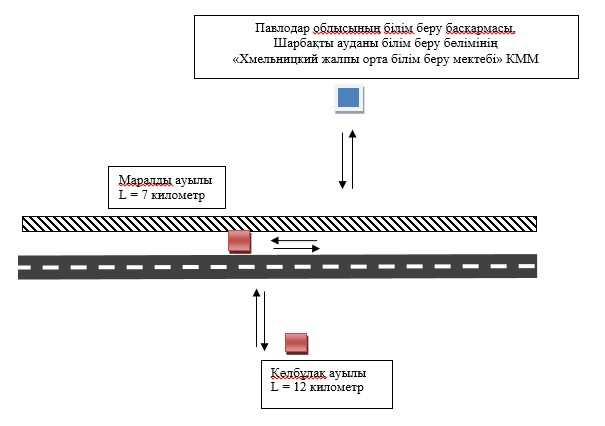 Павлодар облысының білім беру басқармасы,
Шарбақты ауданы білім беру бөлімінің
«Хмельницкий жалпы орта білім беру мектебі» КММ
Маралды ауылы
L = 7 километр
Көлбұлақ ауылы
L = 12 километр